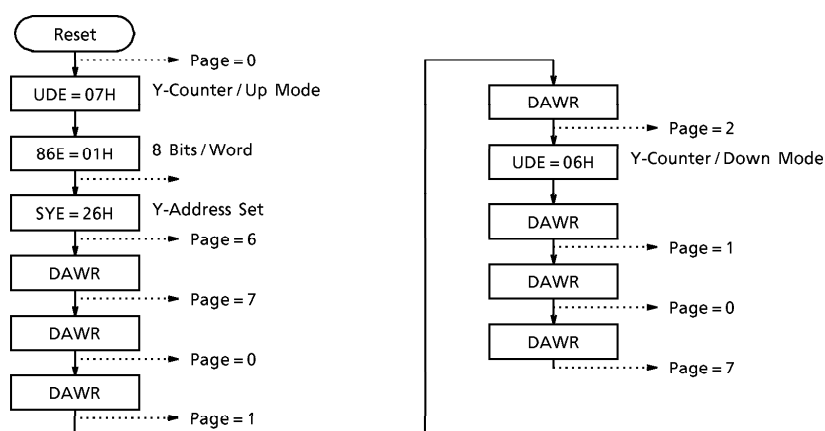 Reset
Page = 0
UDE = 07H
Y-Counter / Up Mode
86E = 01H
8 Bits / Word
SYE = 26H
Y-Address Set
Page = 6
DAWR
Page = 7
DAWR
Page = 0
DAWR
Page = 1
DAWR
Page = 2
UDE = 06H
Y-Counter / Down Mode
DAWR
Page = 1
DAWR
Page = 0
DAWR
Page = 7